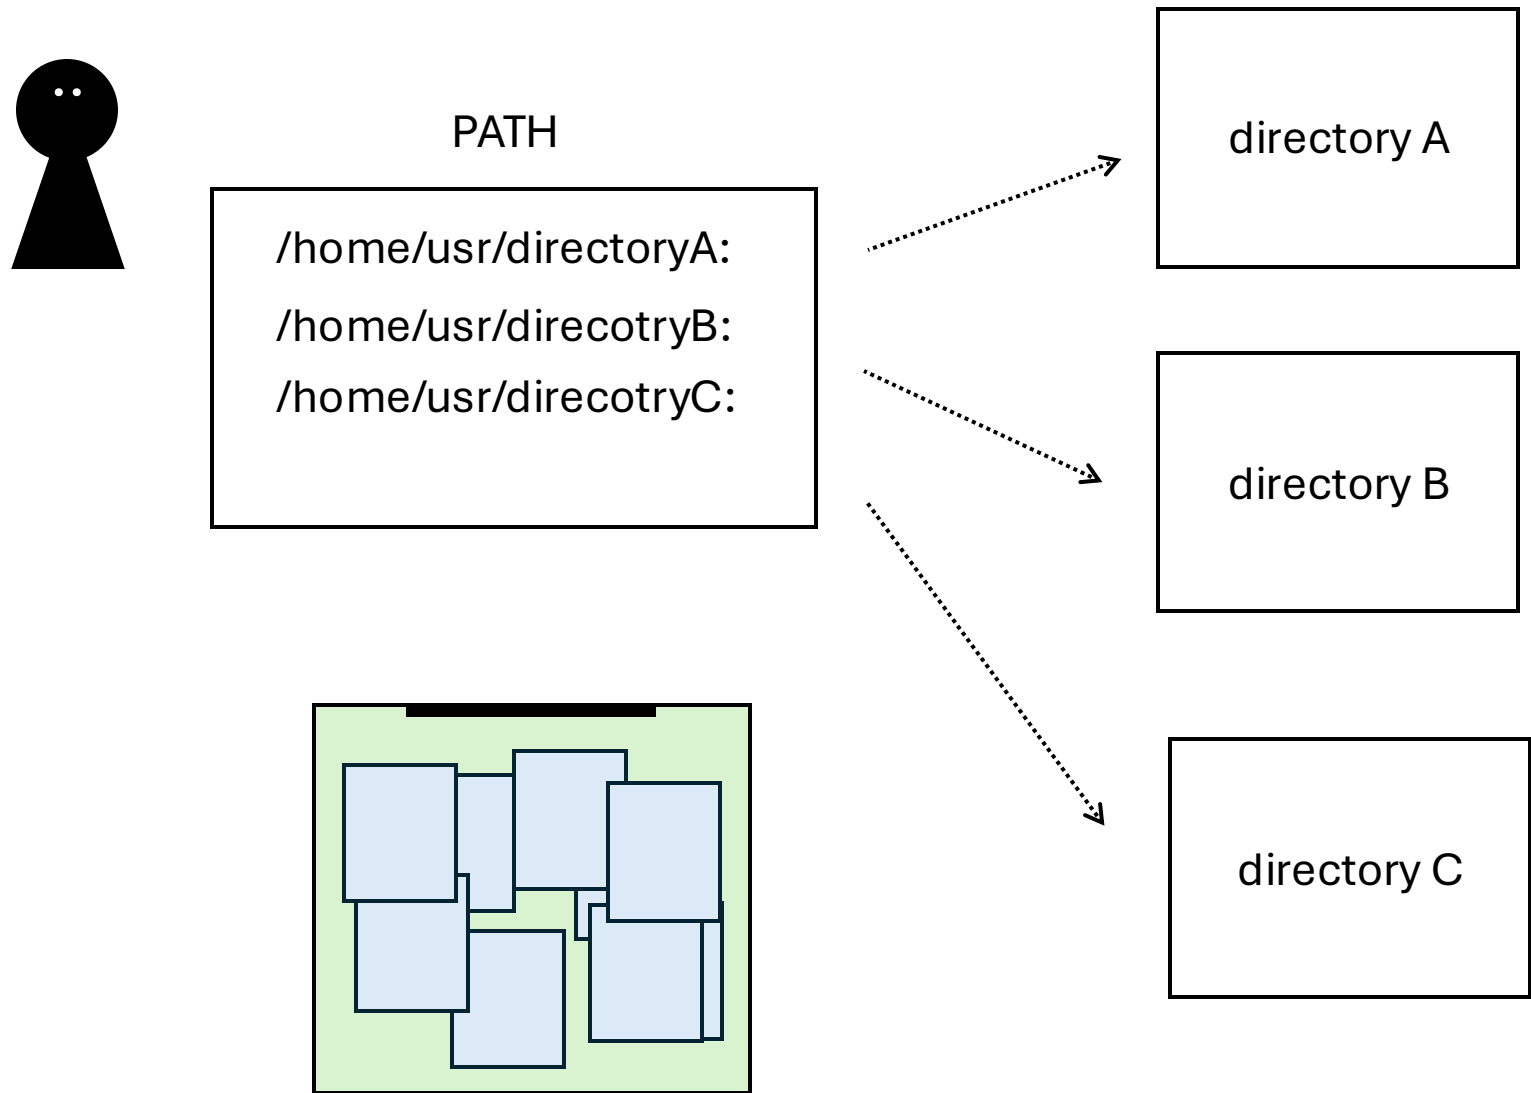 PATH
/home/usr/directoryA:
/home/usr/direcotryB:
/home/usr/direcotryC:
directory A
directory B
directory C